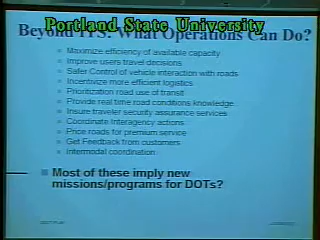 Portland State University
Beyond ITS: What Operations Can Do?
Maximize efficiency of available capacity
Improve users travel decisions
Safer Control of vehicle interaction with roads
Incentivize more efficient logistics
Prioritization road use of transit
Provide real time road conditions knowledge
Insure traveler security assurance services
Coordinate Interagency actions
Price roads for premium service
Get Feedback from customers
Intermodal coordination
Most of these imply new
missions/programs for DOTs?